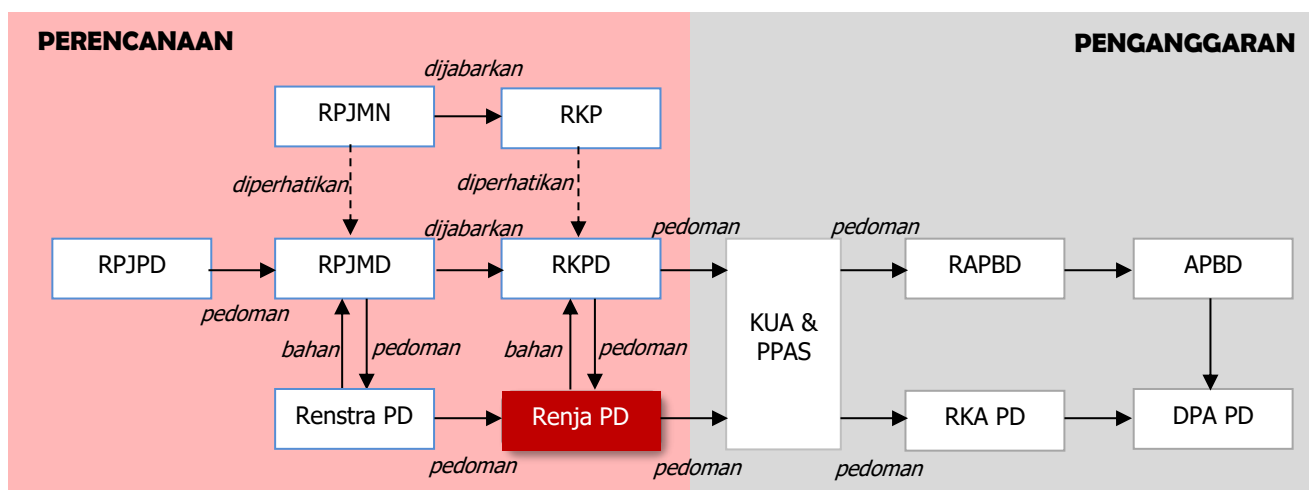 PERENCANAAN
PENGANGGARAN
dijabarkan
RPJMN
RKP
diperhatikan
diperhatikan
dijabarkan
pedoman
pedoman
RPJPD
RPJMD
RKPD
RAPBD
APBD
pedoman
KUA &
PPAS
bahan
pedoman
bahan
pedoman
Renstra PD
Renja PD
RKA PD
DPA PD
pedoman
pedoman
pedoman